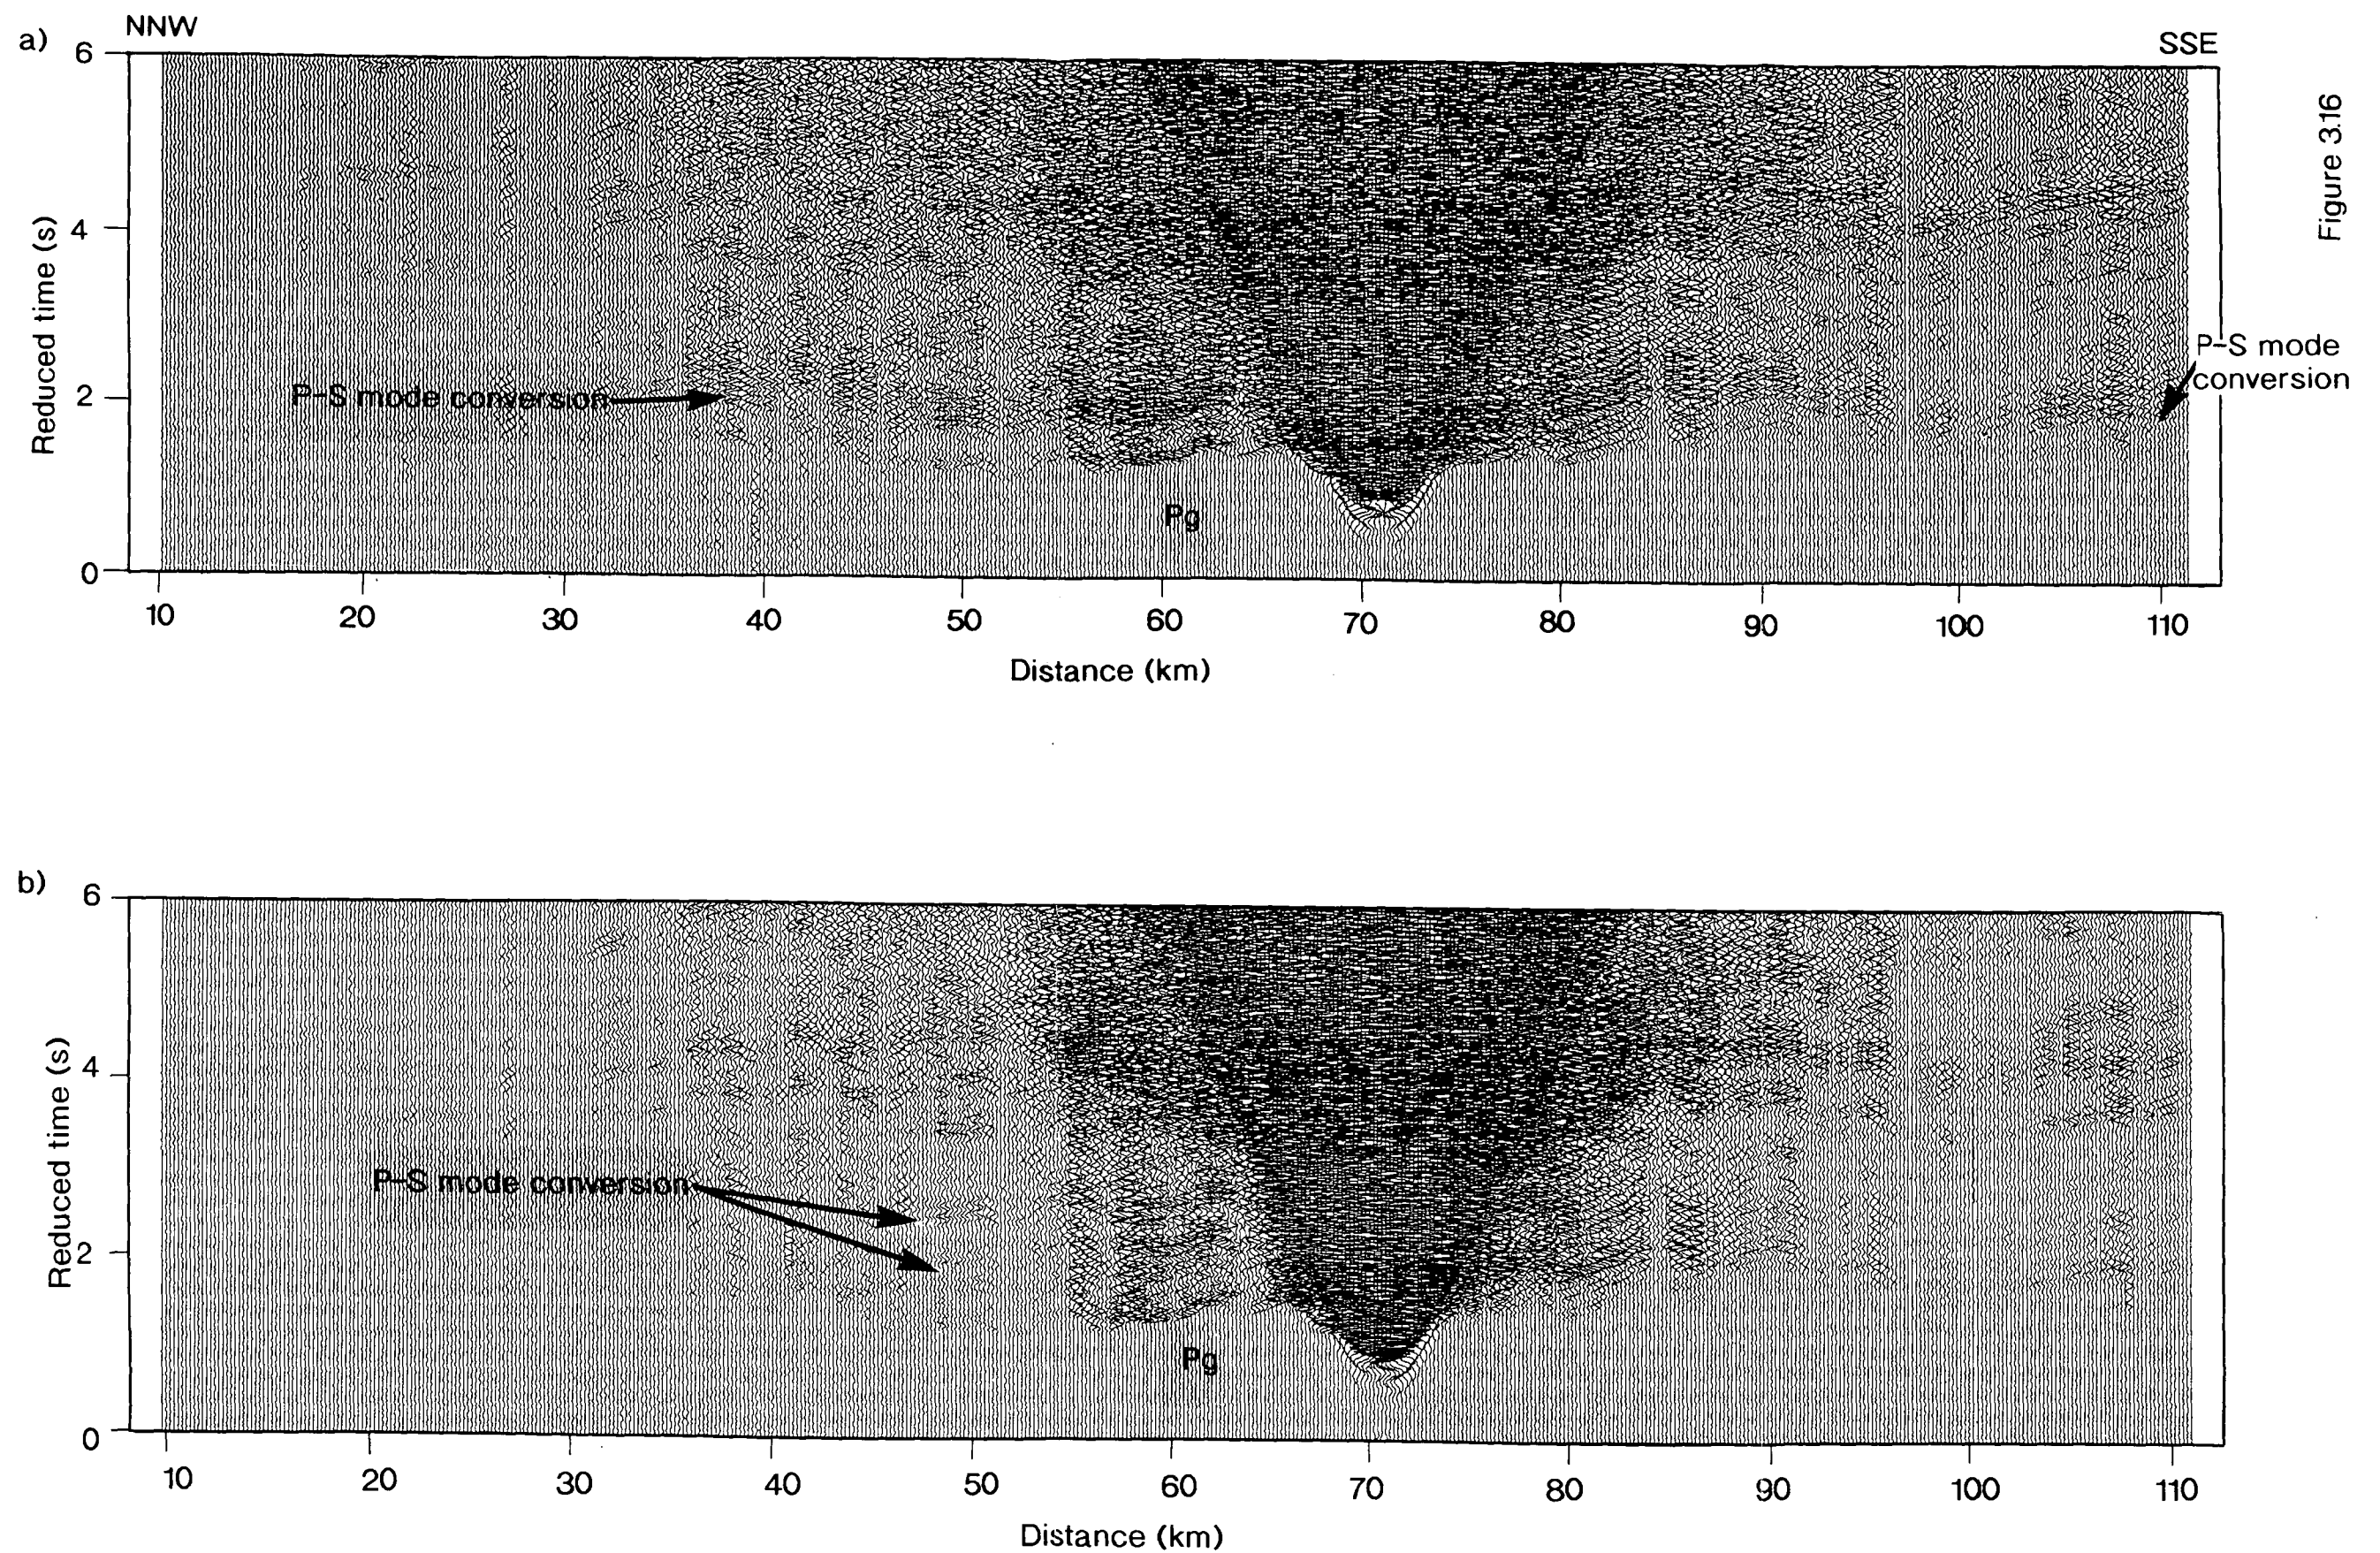 a)
NNW
SSE
6
4
2
0
Reduced time (s)
P-S mode conversion
P-S mode
conversion
Pg
10 20 30 40 50 60 70 80 90 100 110
Distance (km)
Figure 3.16
b)
6
4
2
0
Reduced time (s)
P-S mode conversion
Pg
10 20 30 40 50 60 70 80 90 100 110
Distance (km)